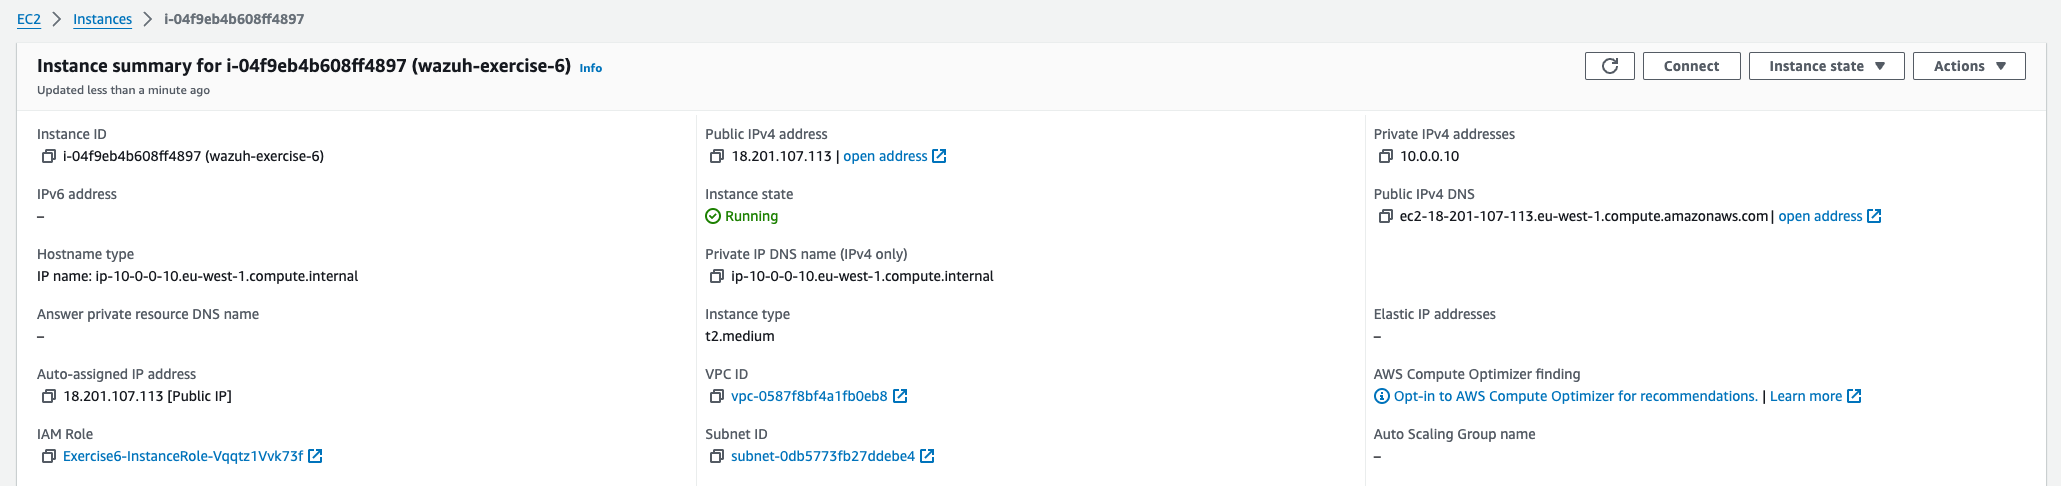 EC2 > Instances > i-04f9eb4b608ff4897
Instance summary for i-04f9eb4b608ff4897 (wazuh-exercise-6) Info
Updated less than a minute ago
Connect
Instance state
Actions
Instance ID
i-04f9eb4b608ff4897 (wazuh-exercise-6)
Public IPv4 address
18.201.107.113 | open address
Private IPv4 addresses
10.0.0.10
IPv6 address
–
Instance state
Running
Public IPv4 DNS
ec2-18-201-107-113.eu-west-1.compute.amazonaws.com | open address
Hostname type
IP name: ip-10-0-0-10.eu-west-1.compute.internal
Private IP DNS name (IPv4 only)
ip-10-0-0-10.eu-west-1.compute.internal
Answer private resource DNS name
–
Instance type
t2.medium
Elastic IP addresses
–
Auto-assigned IP address
18.201.107.113 [Public IP]
VPC ID
vpc-0587f8bf4a1fb0eb8
AWS Compute Optimizer finding
Opt-in to AWS Compute Optimizer for recommendations. | Learn more
IAM Role
Exercise6-InstanceRole-Vqqtz1Vvk73f
Subnet ID
subnet-0db5773fb27ddebe4
Auto Scaling Group name
–